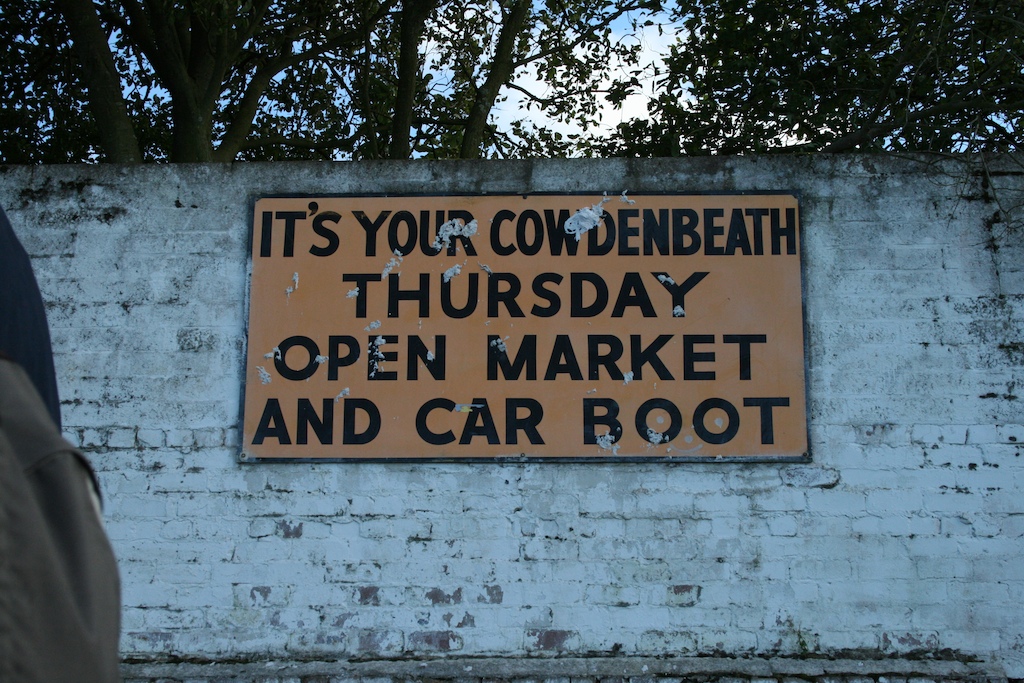 IT'S YOUR COWDENBEATH
THURSDAY
OPEN MARKET
AND CAR BOOT